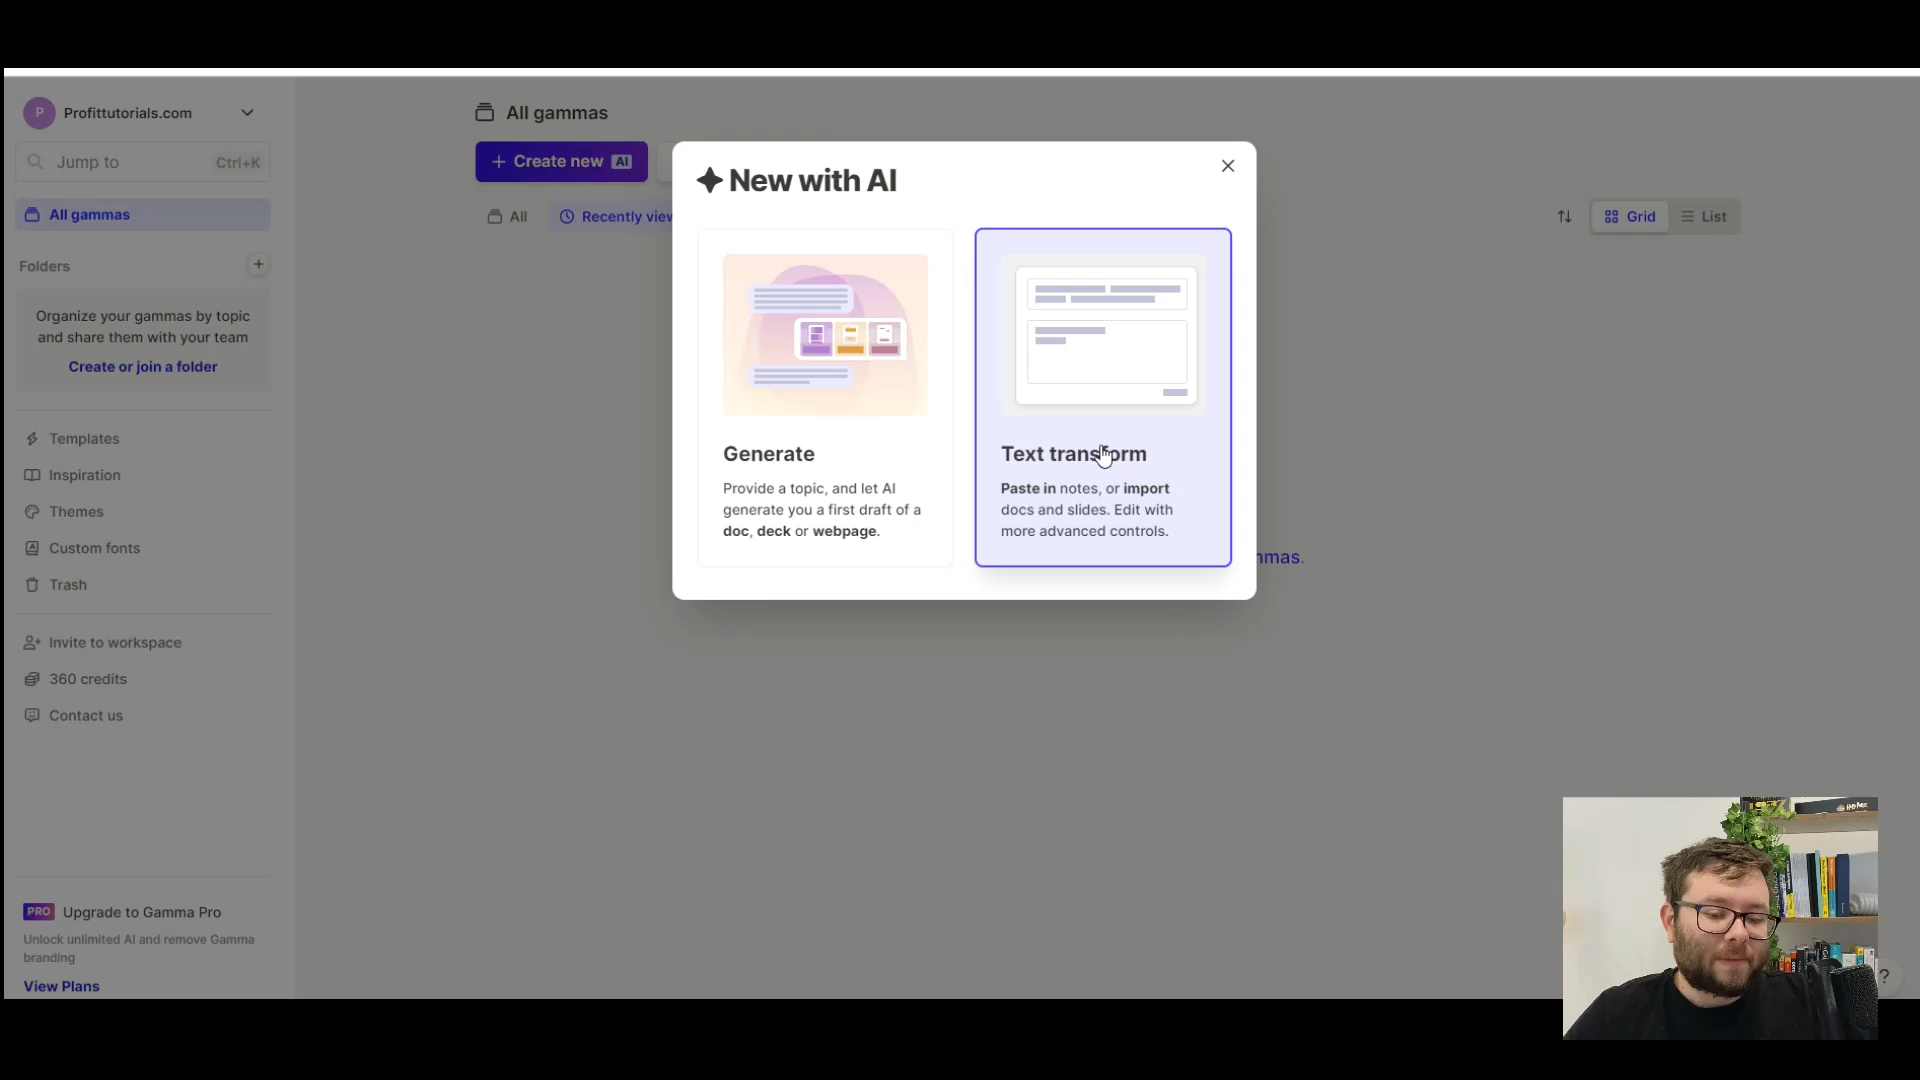 P Profittutorials.com
Jump to Ctrl+K
All gammas
Folders +
Organize your gammas by topic
and share them with your team
Create or join a folder
Templates
Inspiration
Themes
Custom fonts
Trash
Invite to workspace
360 credits
Contact us
PRO Upgrade to Gamma Pro
Unlock unlimited AI and remove Gamma
branding
View Plans
All gammas
+ Create new AI
All
Recently view
Grid
List
New with AI
Generate
Provide a topic, and let AI
generate you a first draft of a
doc, deck or webpage.
Text transform
Paste in notes, or import
docs and slides. Edit with
more advanced controls.
mmas.
?